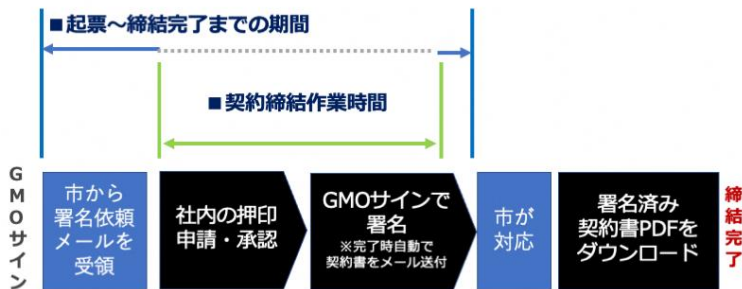 ■起票～締結完了までの期間
■契約締結作業時間
GMOサイン
市から
署名依頼
メールを
受領
社内の押印
申請・承認
GMOサインで
署名
※完了時自動で
契約書をメール送付
市が
対応
署名済み
契約書PDFを
ダウンロード
締結完了